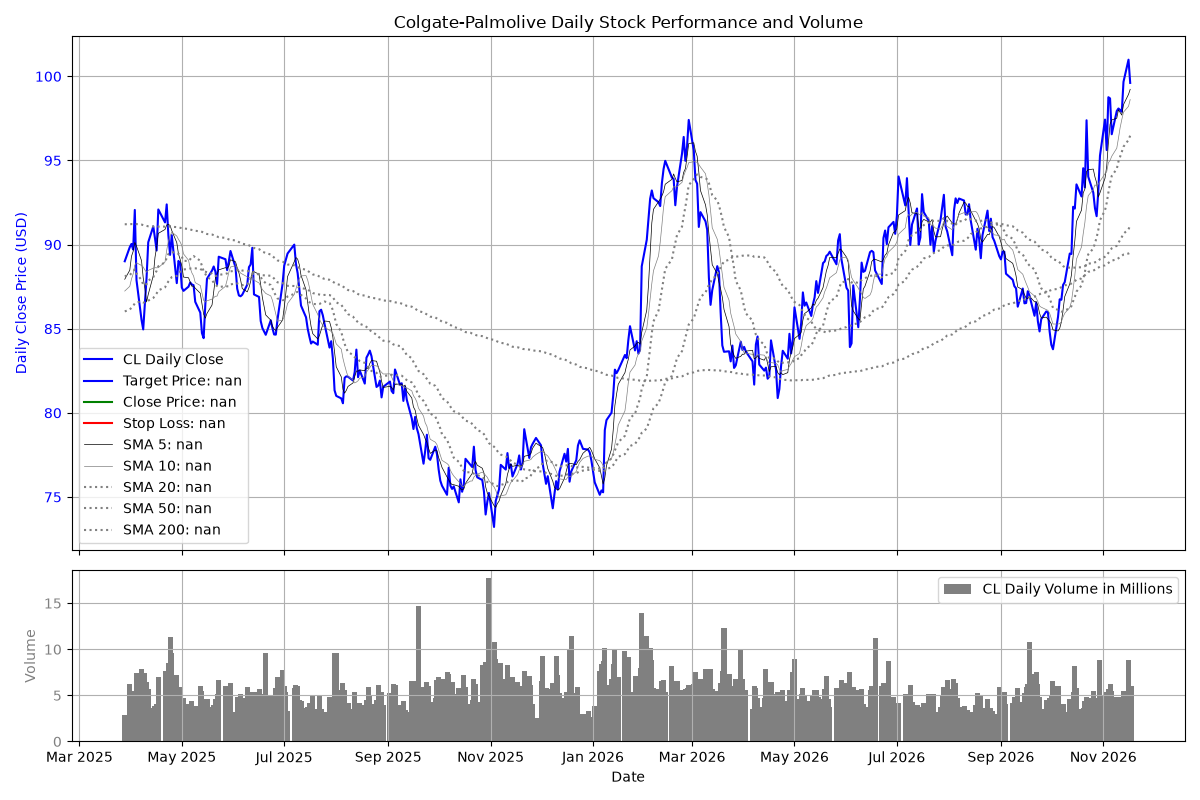 Colgate-Palmolive Daily Stock Performance and Volume
Daily Close Price (USD)
100
95
90
85
80
75
CL Daily Close
Target Price: nan
Close Price: nan
Stop Loss: nan
SMA 5: nan
SMA 10: nan
SMA 20: nan
SMA 50: nan
SMA 200: nan
Volume
15
10
5
0
CL Daily Volume in Millions
Mar 2025 May 2025 Jul 2025 Sep 2025 Nov 2025 Jan 2026 Mar 2026 May 2026 Jul 2026 Sep 2026 Nov 2026
Date